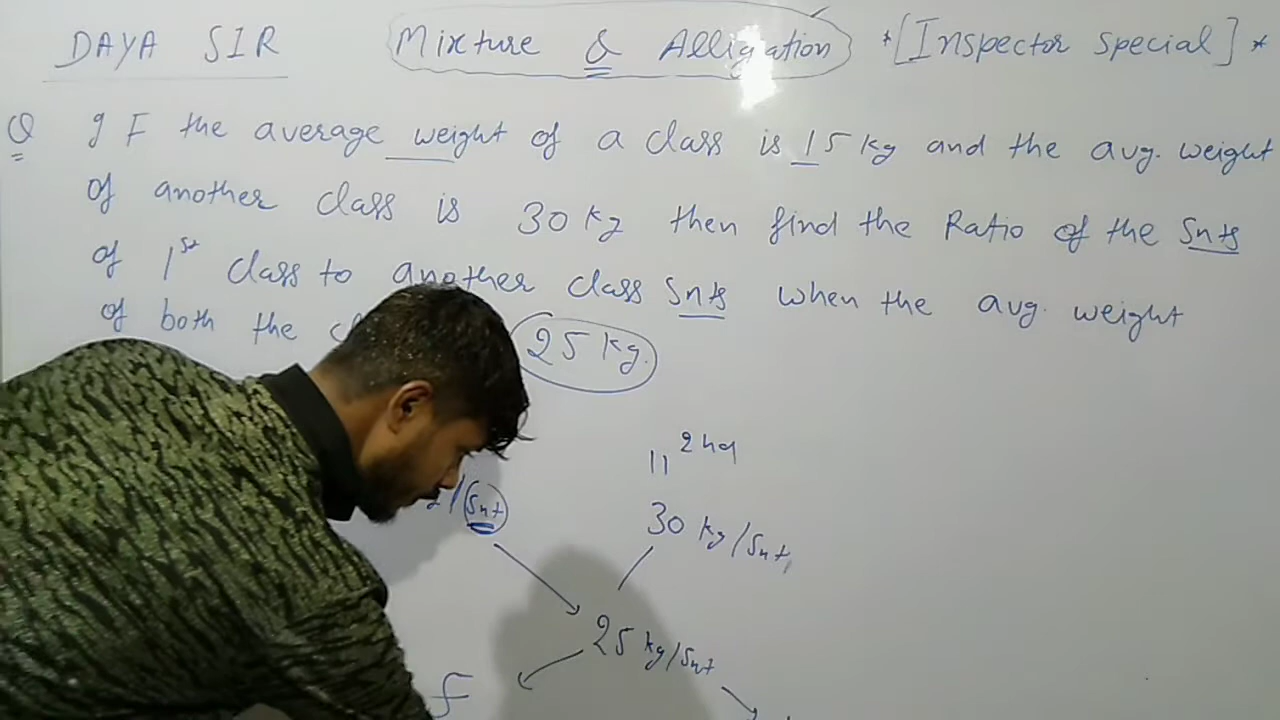 DAYA SIR Mixture & Alligation *[Inspector special]*
Q If the average weight of a class is 15 kg and the avg. weight
of another class is 30 kg then find the Ratio of the Snts
of 1st class to another class Snts when the avg. weight
of both the 25 kg.
11 2nd
/Snt 30 kg/Snt
25 kg/Snt